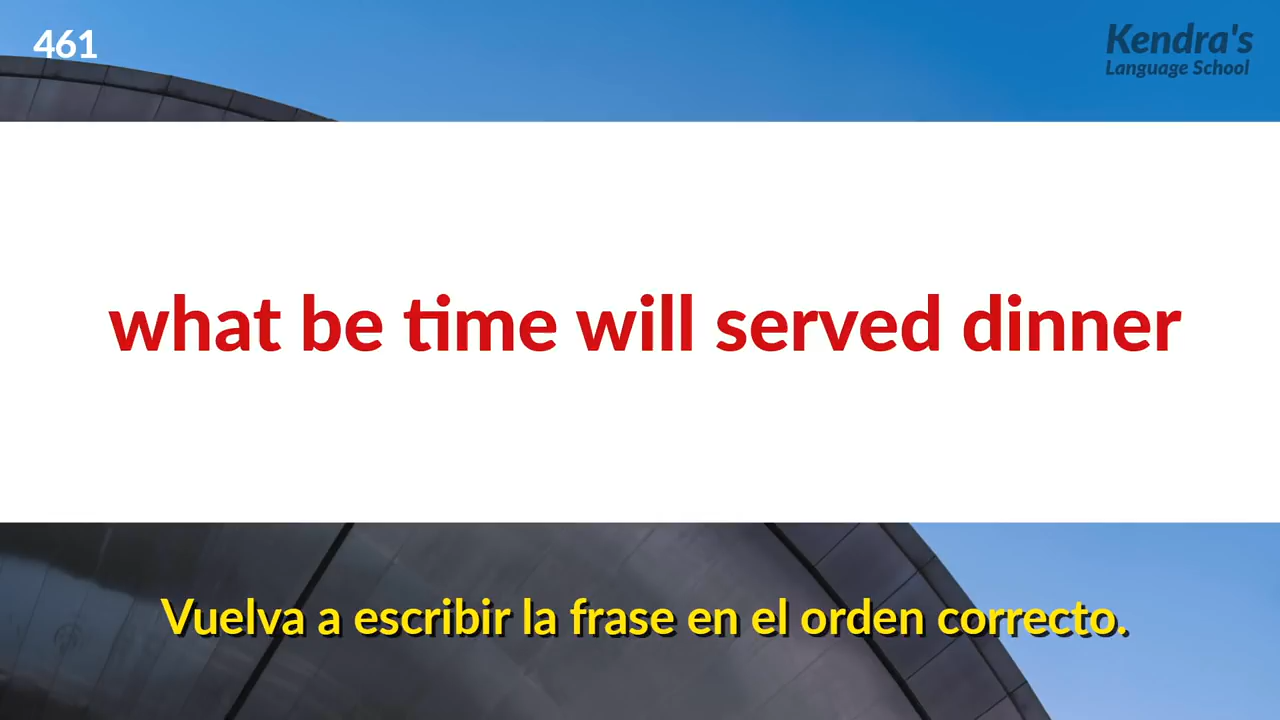 461
Kendra's
Language School
what be time will served dinner
Vuelva a escribir la frase en el orden correcto.